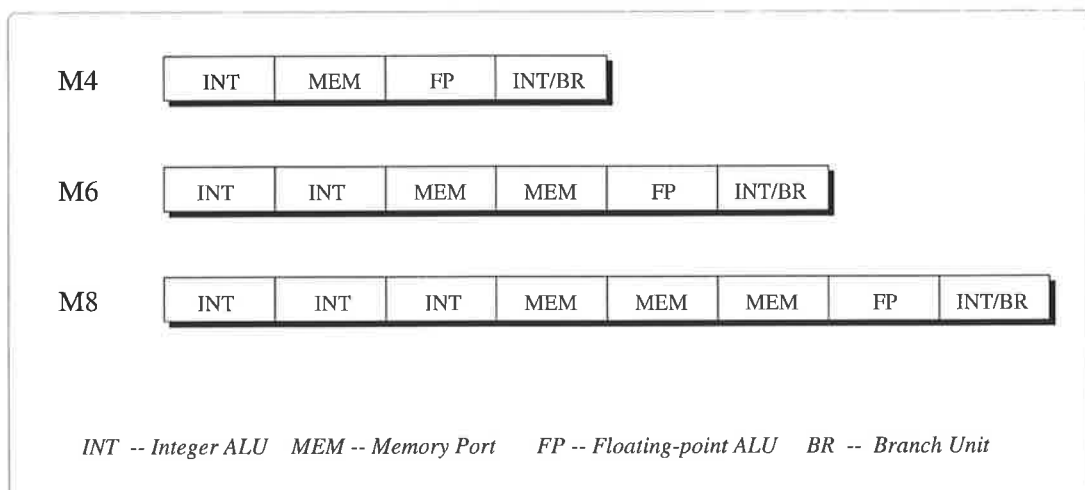 M4 INT MEM FP INT/BR
M6 INT INT MEM MEM FP INT/BR
M8 INT INT INT MEM MEM MEM FP INT/BR
INT -- Integer ALU MEM -- Memory Port FP -- Floating-point ALU BR -- Branch Unit